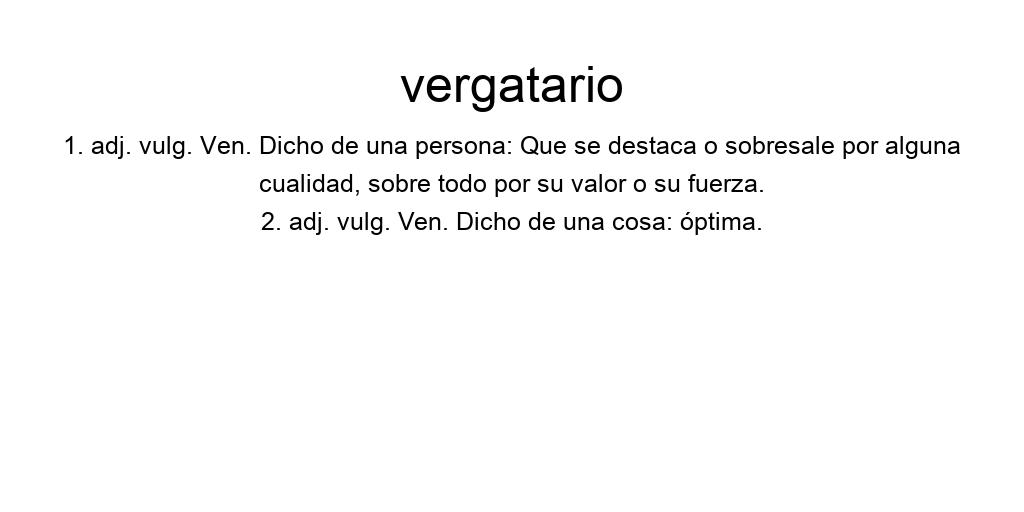 vergatario
1. adj. vulg. Ven. Dicho de una persona: Que se destaca o sobresale por alguna
cualidad, sobre todo por su valor o su fuerza.
2. adj. vulg. Ven. Dicho de una cosa: óptima.